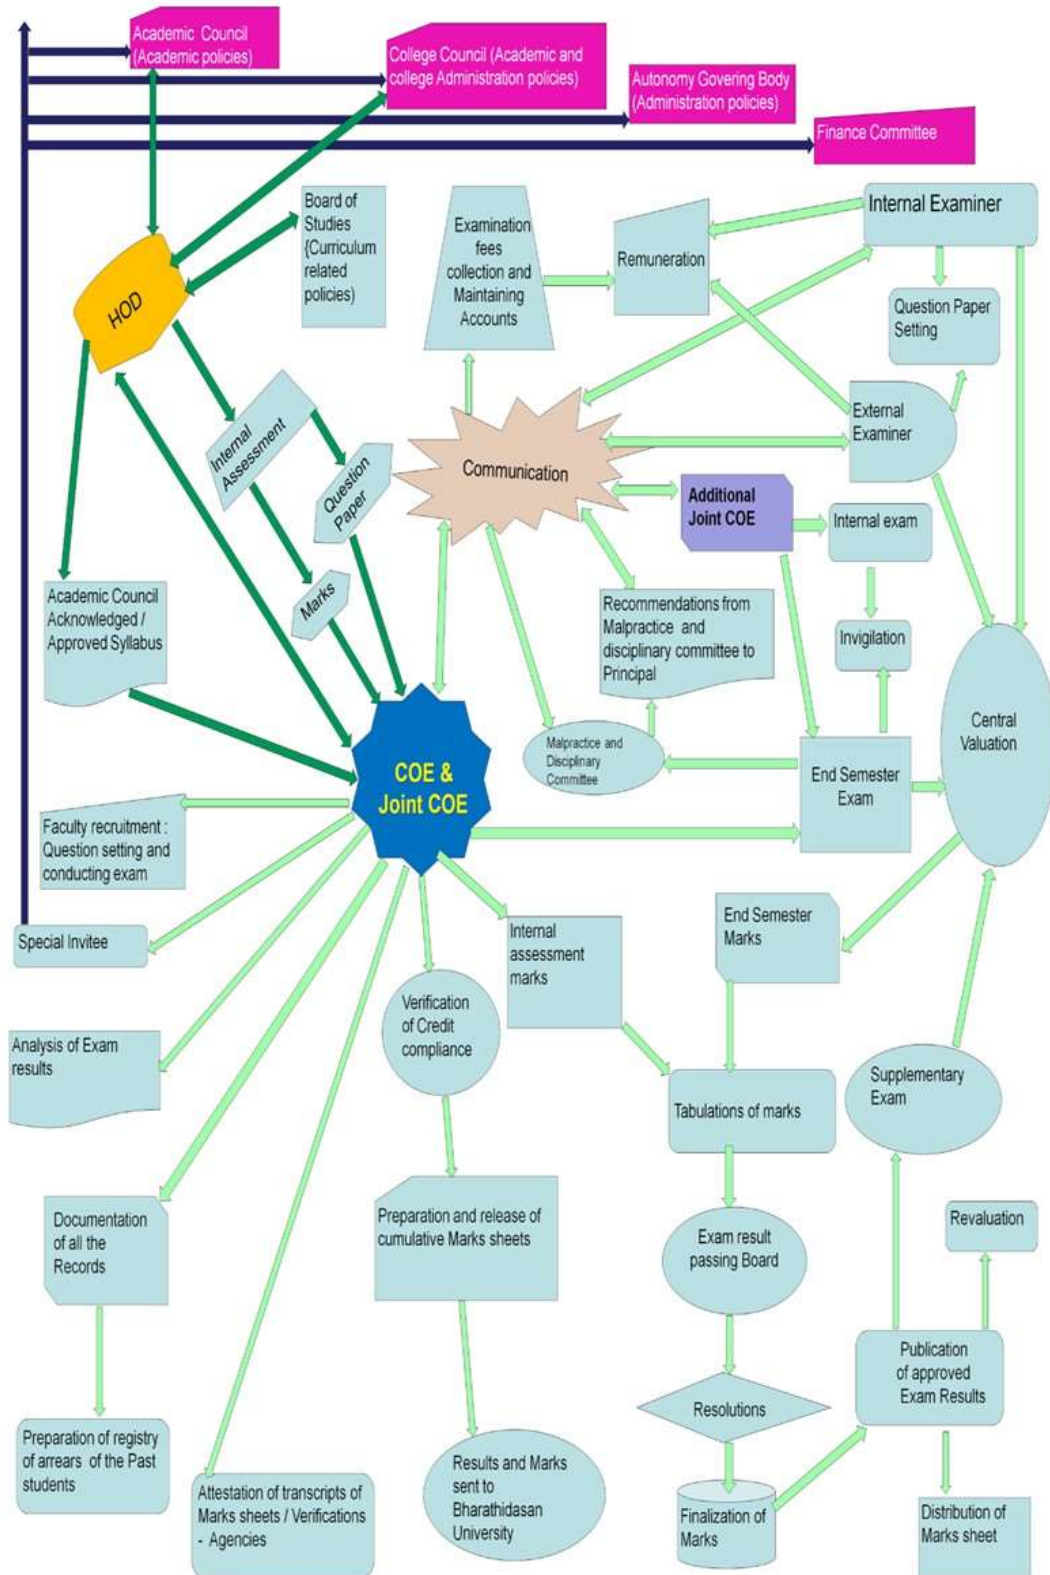 Academic Council
(Academic policies)
College Council (Academic and
college Administration policies)
Autonomy Governing Body
(Administration policies)
Finance Committee
HOD
Board of
Studies
{Curriculum
related
policies)
Examination
fees
collection and
Maintaining
Accounts
Remuneration
Internal Examiner
Question Paper
Setting
External
Examiner
Internal
Assessment
Question
Paper
Marks
Communication
Additional
Joint COE
Internal exam
Invigilation
Academic Council
Acknowledged /
Approved Syllabus
Recommendations from
Malpractice and
disciplinary committee to
Principal
Malpractice and
Disciplinary
Committee
End Semester
Exam
Central
Valuation
COE &
Joint COE
Faculty recruitment :
Question setting and
conducting exam
Special Invitee
Analysis of Exam
results
Verification
of Credit
compliance
Internal
assessment
marks
End Semester
Marks
Supplementary
Exam
Tabulations of marks
Documentation
of all the
Records
Preparation and release of
cumulative Marks sheets
Exam result
passing Board
Revaluation
Publication
of approved
Exam Results
Resolutions
Preparation of registry
of arrears of the Past
students
Attestation of transcripts of
Marks sheets / Verifications
- Agencies
Results and Marks
sent to
Bharathidasan
University
Finalization of
Marks
Distribution of
Marks sheet